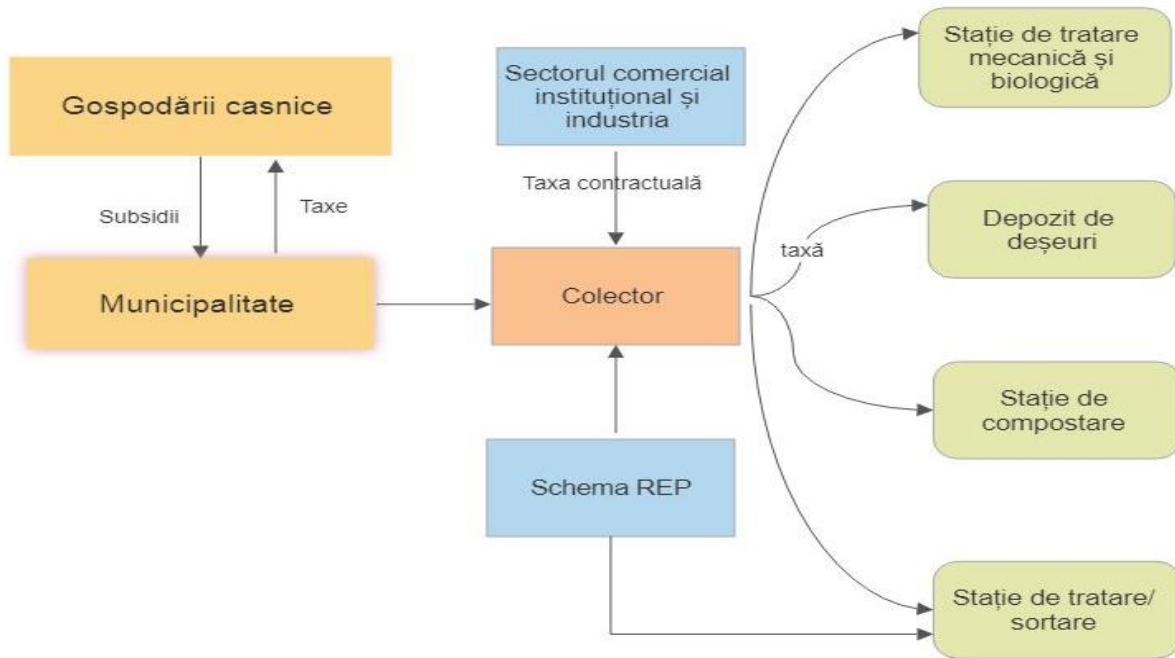 Gospodării casnice
Subsidii
Taxe
Municipalitate
Sectorul comercial
instituțional și
industria
Taxa contractuală
Colector
Schema REP
taxă
Stație de tratare
mecanică și
biologică
Depozit de
deșeuri
Stație de
compostare
Stație de tratare/
sortare